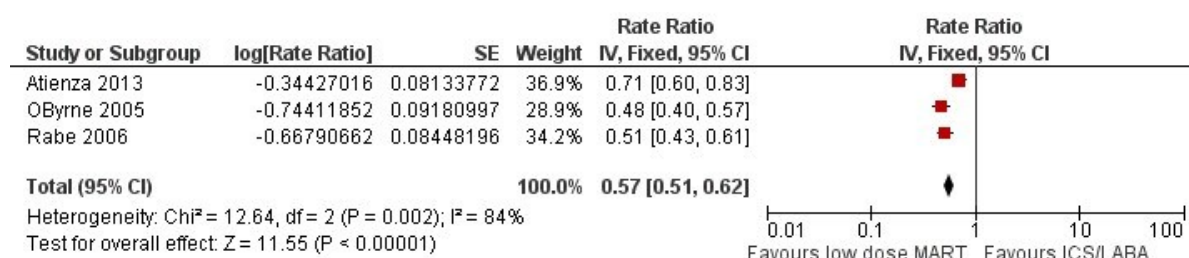 Rate Ratio Rate Ratio
Study or Subgroup log[Rate Ratio] SE Weight IV, Fixed, 95% CI IV, Fixed, 95% CI
Atienza 2013 -0.34427016 0.08133772 36.9% 0.71 [0.60, 0.83]
OByrne 2005 -0.74411852 0.09180997 28.9% 0.48 [0.40, 0.57]
Rabe 2006 -0.66790662 0.08448196 34.2% 0.51 [0.43, 0.61]
Total (95% CI) 100.0% 0.57 [0.51, 0.62]
Heterogeneity: Chi² = 12.64, df = 2 (P = 0.002); I² = 84%
Test for overall effect: Z = 11.55 (P < 0.00001)
0.01 0.1 1 10 100
Favours low dose MART Favours ICS/LABA